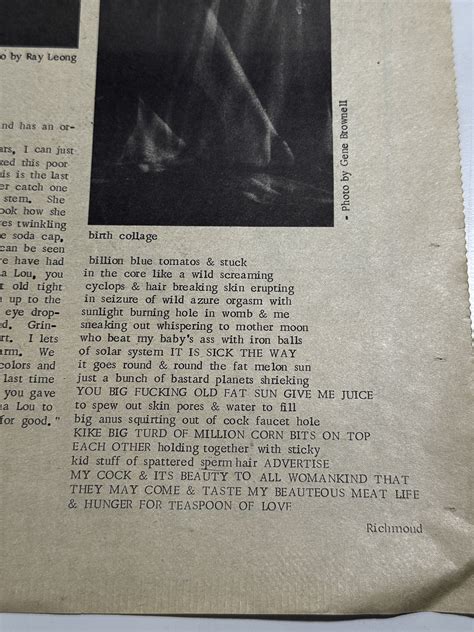 o by Ray Leong
nd has an or-
ars. I can just
xed this poor
is is the last
er catch one
stem. She
ook how she
res twinkling
e soda cap,
can be seen
re have had
a Lou, you
t old tight
n up to the
eye drop-
ed. Grin-
rt. I lets
arm. We
colors and
last time
you gave
na Lou to
for good."
- Photo by Gene Brownell
birth collage
billion blue tomatos & stuck
in the core like a wild screaming
cyclops & hair breaking skin erupting
in seizure of wild azure orgasm with
sunlight burning hole in womb & me
sneaking out whispering to mother moon
who beat my baby's ass with iron balls
of solar system IT IS SICK THE WAY
it goes round & round the fat melon sun
just a bunch of bastard planets shrieking
YOU BIG FUCKING OLD FAT SUN GIVE ME JUICE
to spew out skin pores & water to fill
big anus squirting out of cock faucet hole
KIKE BIG TURD OF MILLION CORN BITS ON TOP
EACH OTHER holding together with sticky
kid stuff of spattered sperm hair ADVERTISE
MY COCK & IT'S BEAUTY TO ALL WOMANKIND THAT
THEY MAY COME & TASTE MY BEAUTEOUS MEAT LIFE
& HUNGER FOR TEASPOON OF LOVE
Richmoud